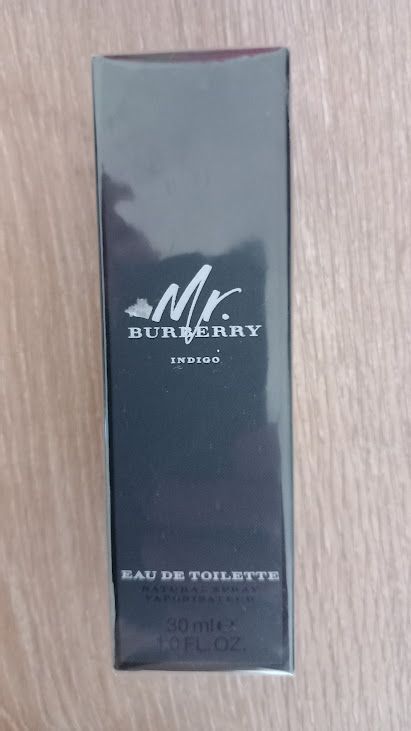 Mr.
BURBERRY
INDIGO
EAU DE TOILETTE
NATURAL SPRAY
VAPORISATEUR
30 ml ℮
1.0 FL. OZ.